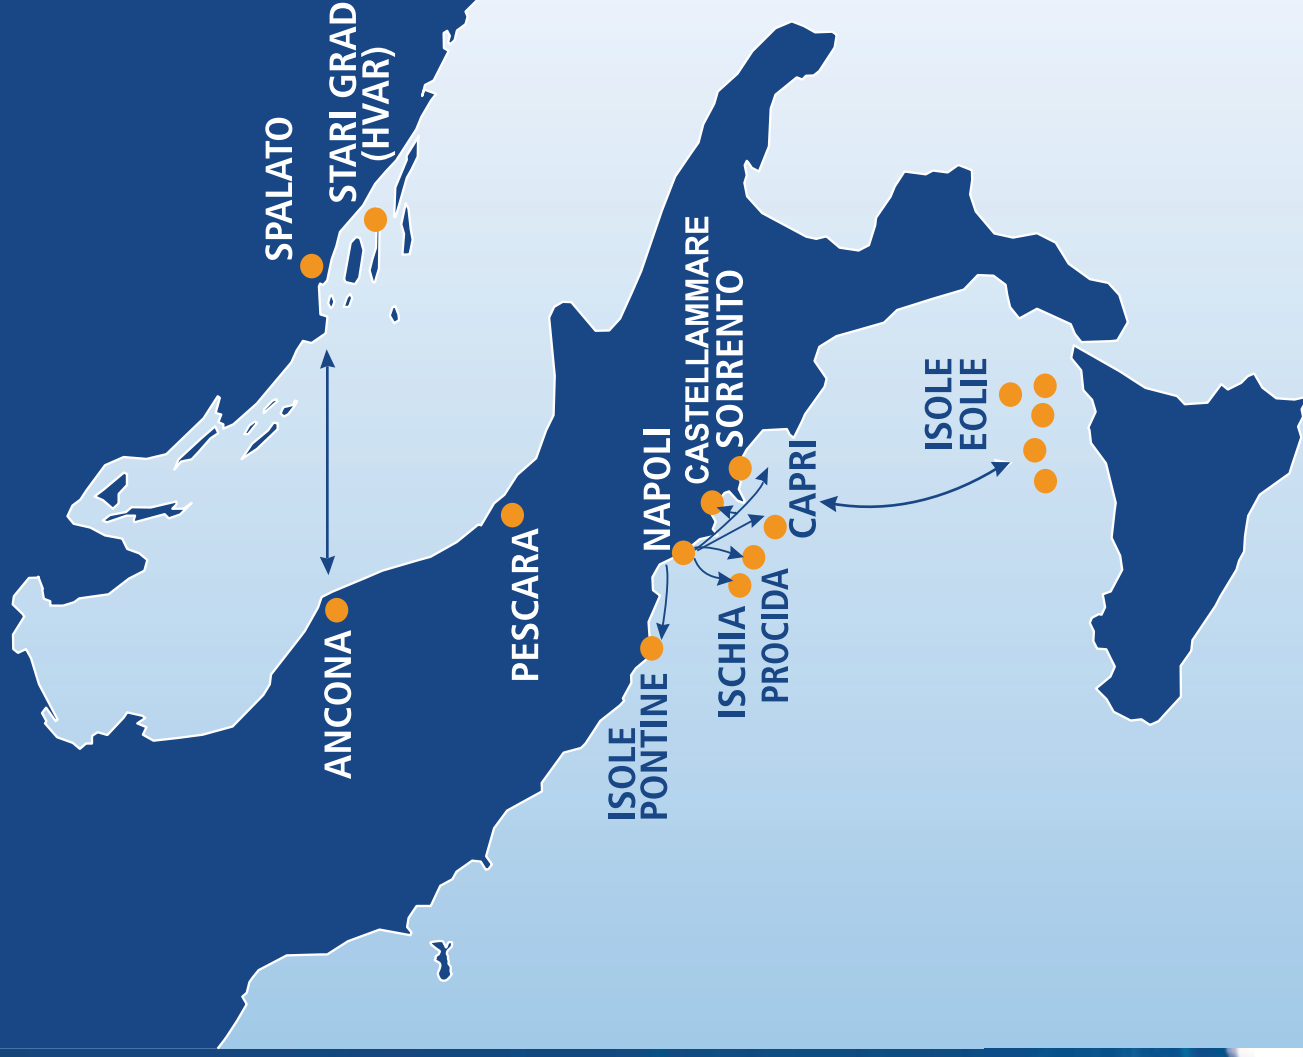 SPALATO
STARI GRAD
(HVAR)
ANCONA
PESCARA
NAPOLI
CASTELLAMMARE
SORRENTO
CAPRI
ISCHIA
PROCIDA
ISOLE
PONTINE
ISOLE
EOLIE